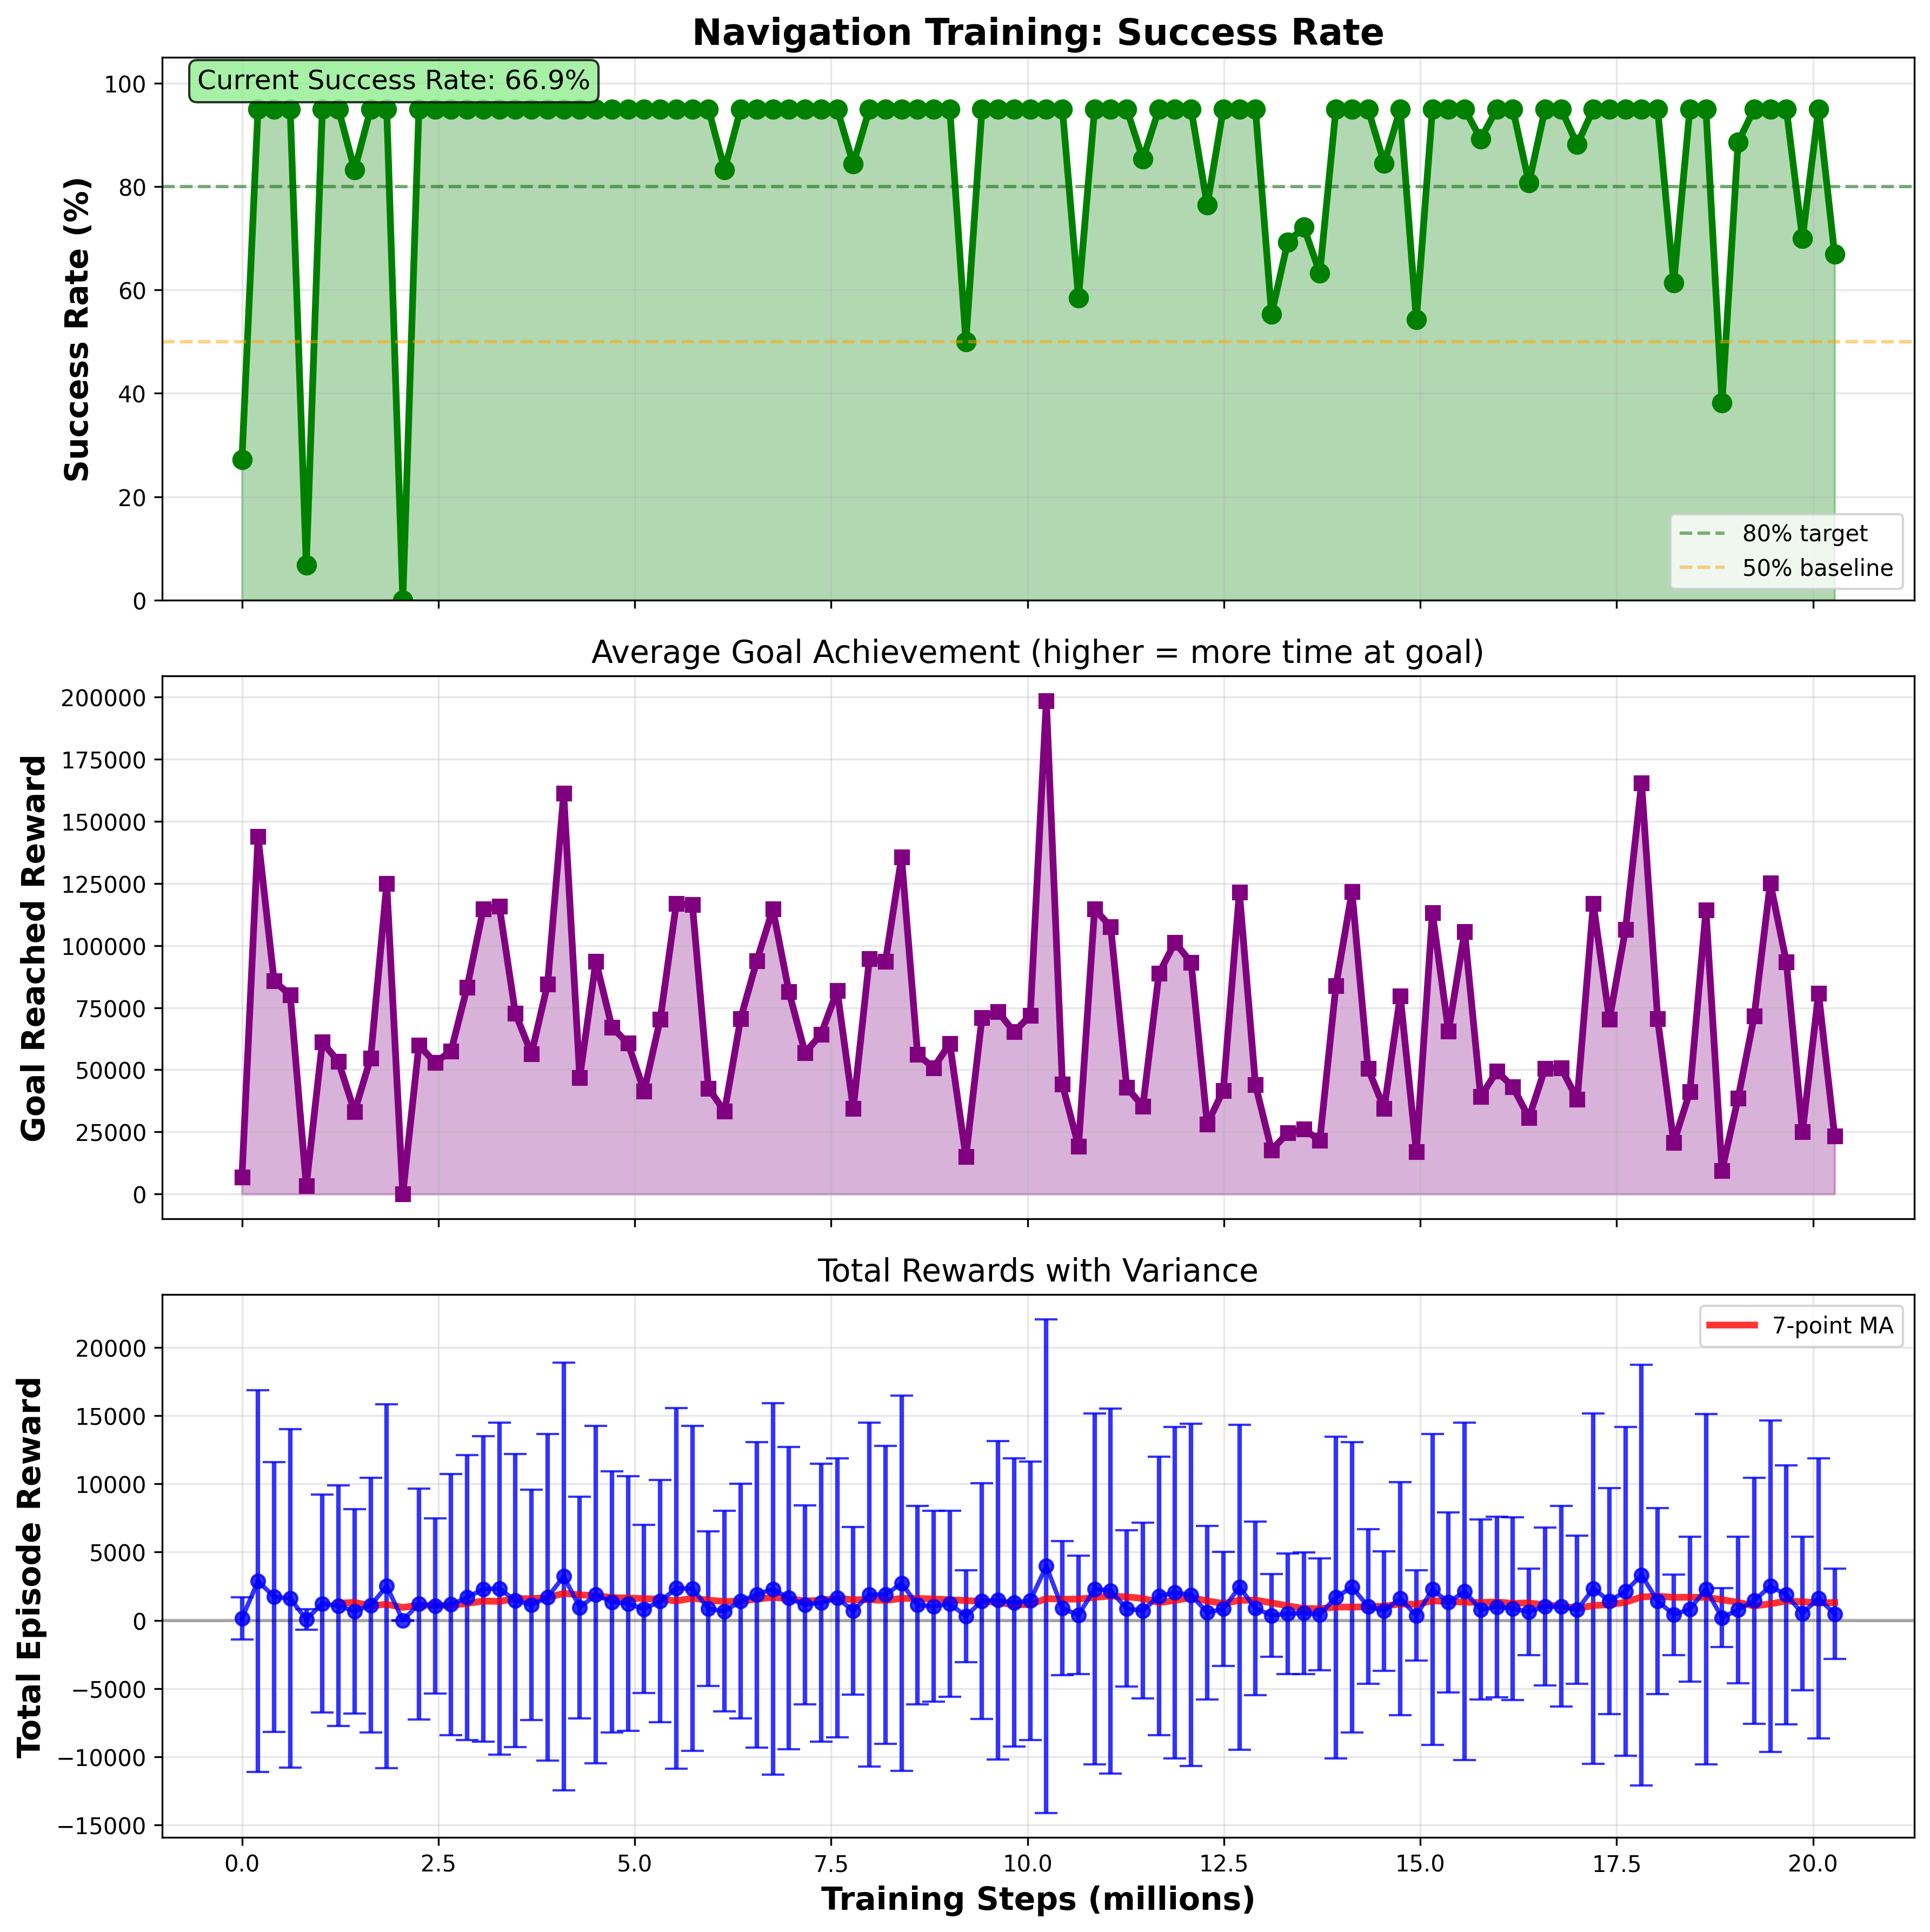 Navigation Training: Success Rate
Current Success Rate: 66.9%
Success Rate (%)
100
80
60
40
20
0
80% target
50% baseline
Average Goal Achievement (higher = more time at goal)
Goal Reached Reward
200000
175000
150000
125000
100000
75000
50000
25000
0
Total Rewards with Variance
Total Episode Reward
20000
15000
10000
5000
0
−5000
−10000
−15000
7-point MA
0.0 2.5 5.0 7.5 10.0 12.5 15.0 17.5 20.0
Training Steps (millions)